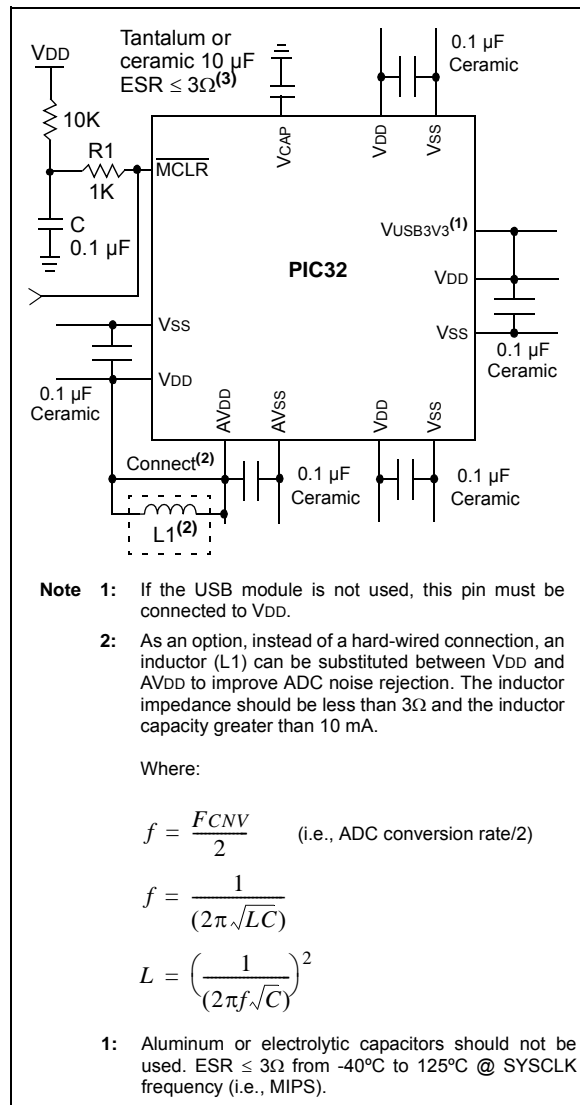 VDD
Tantalum or
ceramic 10 µF
ESR ≤ 3Ω(3)
0.1 µF
Ceramic
10K
R1
1K
MCLR
VCAP
VDD
VSS
C
0.1 µF
VUSB3V3(1)
PIC32
VDD
VSS
VSS
VDD
0.1 µF
Ceramic
0.1 µF
Ceramic
AVDD
AVSS
VDD
VSS
Connect(2)
0.1 µF
Ceramic
0.1 µF
Ceramic
L1(2)
Note 1: If the USB module is not used, this pin must be
connected to VDD.
2: As an option, instead of a hard-wired connection, an
inductor (L1) can be substituted between VDD and
AVDD to improve ADC noise rejection. The inductor
impedance should be less than 3Ω and the inductor
capacity greater than 10 mA.
Where:
f = FCNV / 2 (i.e., ADC conversion rate/2)
f = 1 / (2π√LC)
L = (1 / (2πf√C))²
1: Aluminum or electrolytic capacitors should not be
used. ESR ≤ 3Ω from -40ºC to 125ºC @ SYSCLK
frequency (i.e., MIPS).